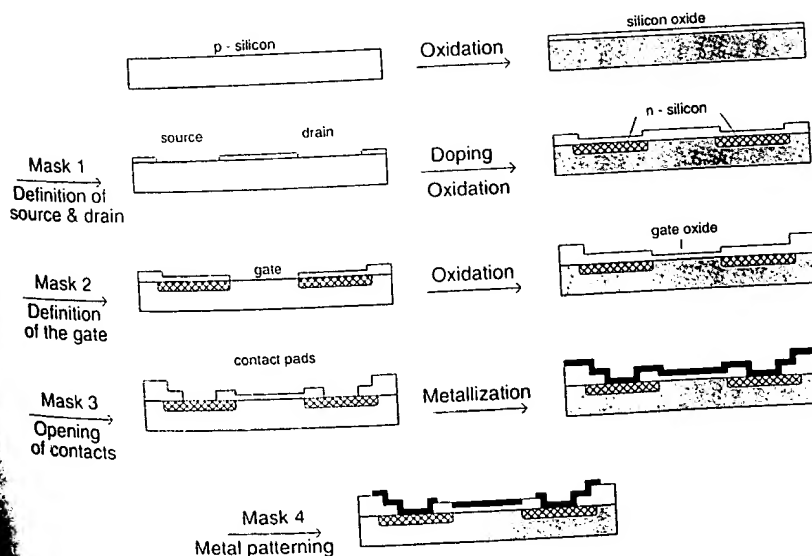 p - silicon
Oxidation
silicon oxide
Mask 1
Definition of
source & drain
source
drain
Doping
Oxidation
n - silicon
Mask 2
Definition
of the gate
gate
Oxidation
gate oxide
Mask 3
Opening
of contacts
contact pads
Metallization
Mask 4
Metal patterning